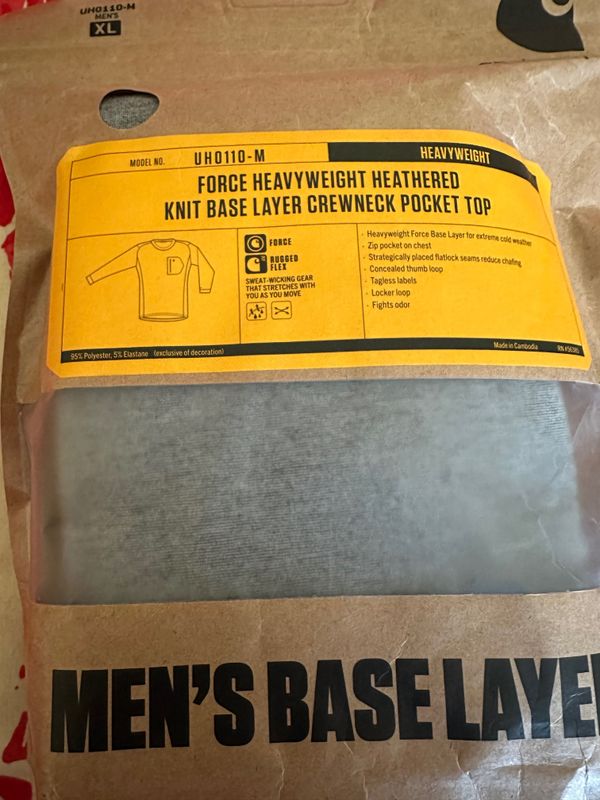 UH0110-M
MEN'S
XL
MODEL NO. UH0110-M HEAVYWEIGHT
FORCE HEAVYWEIGHT HEATHERED
KNIT BASE LAYER CREWNECK POCKET TOP
FORCE
RUGGED
FLEX
SWEAT-WICKING GEAR
THAT STRETCHES WITH
YOU AS YOU MOVE
· Heavyweight Force Base Layer for extreme cold weather
· Zip pocket on chest
· Strategically placed flatlock seams reduce chafing
· Concealed thumb loop
· Tagless labels
· Locker loop
· Fights odor
95% Polyester, 5% Elastane (exclusive of decoration) Made in Cambodia RN #56385
MEN'S BASE LAYE